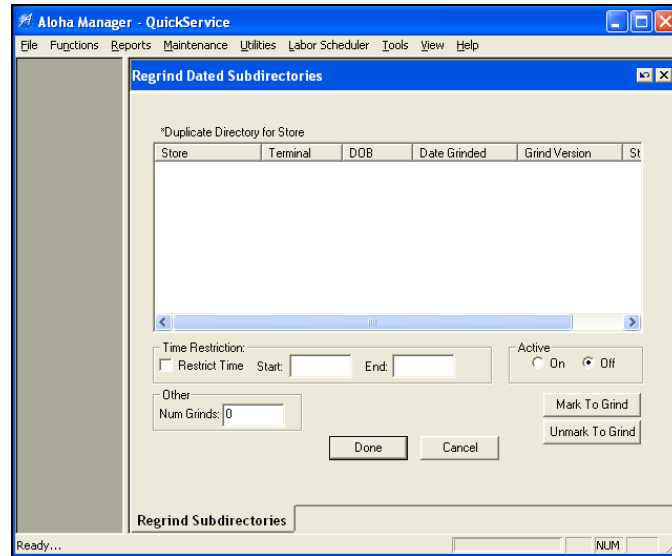 Aloha Manager - QuickService
File Functions Reports Maintenance Utilities Labor Scheduler Tools View Help
Regrind Dated Subdirectories
*Duplicate Directory for Store
Store Terminal DOB Date Grinded Grind Version St
Time Restriction:
Restrict Time Start: End:
Active
On Off
Other
Num Grinds: 0
Mark To Grind
Unmark To Grind
Done Cancel
Regrind Subdirectories
Ready... NUM